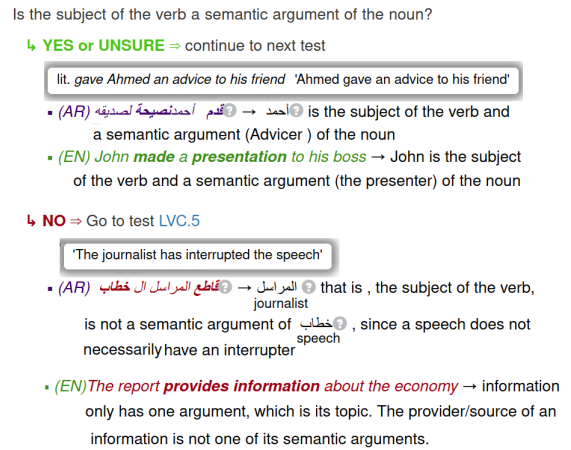 Is the subject of the verb a semantic argument of the noun?
↳ YES or UNSURE ⇒ continue to next test
lit. gave Ahmed an advice to his friend 'Ahmed gave an advice to his friend'
▪ (AR) قدم أحمدنصيحة لصديقه ? → أحمد ? is the subject of the verb and
a semantic argument (Advicer ) of the noun
▪ (EN) John made a presentation to his boss → John is the subject
of the verb and a semantic argument (the presenter) of the noun
↳ NO ⇒ Go to test LVC.5
'The journalist has interrupted the speech'
▪ (AR) قاطع المراسل ال خطاب ? → المراسل ? that is , the subject of the verb,
journalist
is not a semantic argument of خطاب ? , since a speech does not
speech
necessarily have an interrupter
▪ (EN)The report provides information about the economy → information
only has one argument, which is its topic. The provider/source of an
information is not one of its semantic arguments.